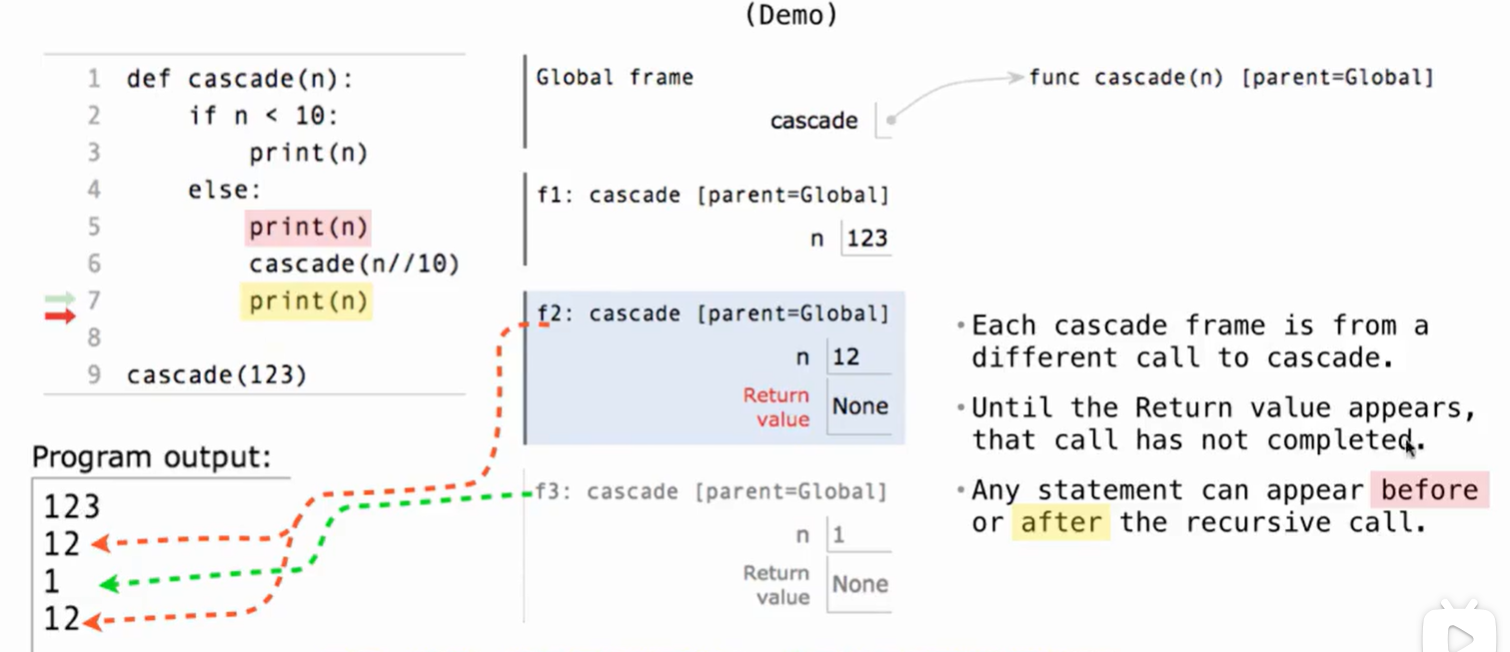 (Demo)
1 def cascade(n):
2     if n < 10:
3         print(n)
4     else:
5         print(n)
6         cascade(n//10)
7         print(n)
8
9 cascade(123)
Program output:
123
12
1
12
Global frame
cascade
func cascade(n) [parent=Global]
f1: cascade [parent=Global]
n 123
f2: cascade [parent=Global]
n 12
Return
value None
f3: cascade [parent=Global]
n 1
Return
value None
•Each cascade frame is from a
different call to cascade.
•Until the Return value appears,
that call has not completed.
•Any statement can appear before
or after the recursive call.